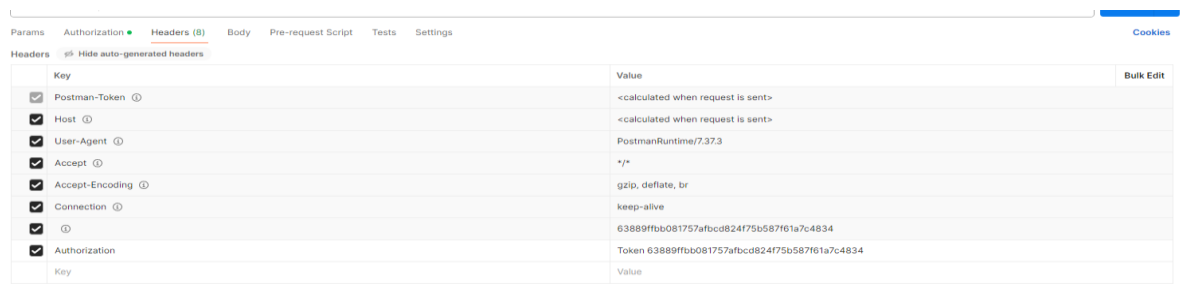 Params Authorization Headers (8) Body Pre-request Script Tests Settings Cookies
Headers Hide auto-generated headers
Key Value Bulk Edit
Postman-Token <calculated when request is sent>
Host <calculated when request is sent>
User-Agent PostmanRuntime/7.37.3
Accept */*
Accept-Encoding gzip, deflate, br
Connection keep-alive
63889ffbb081757afbcd824f75b587f61a7c4834
Authorization Token 63889ffbb081757afbcd824f75b587f61a7c4834
Key Value